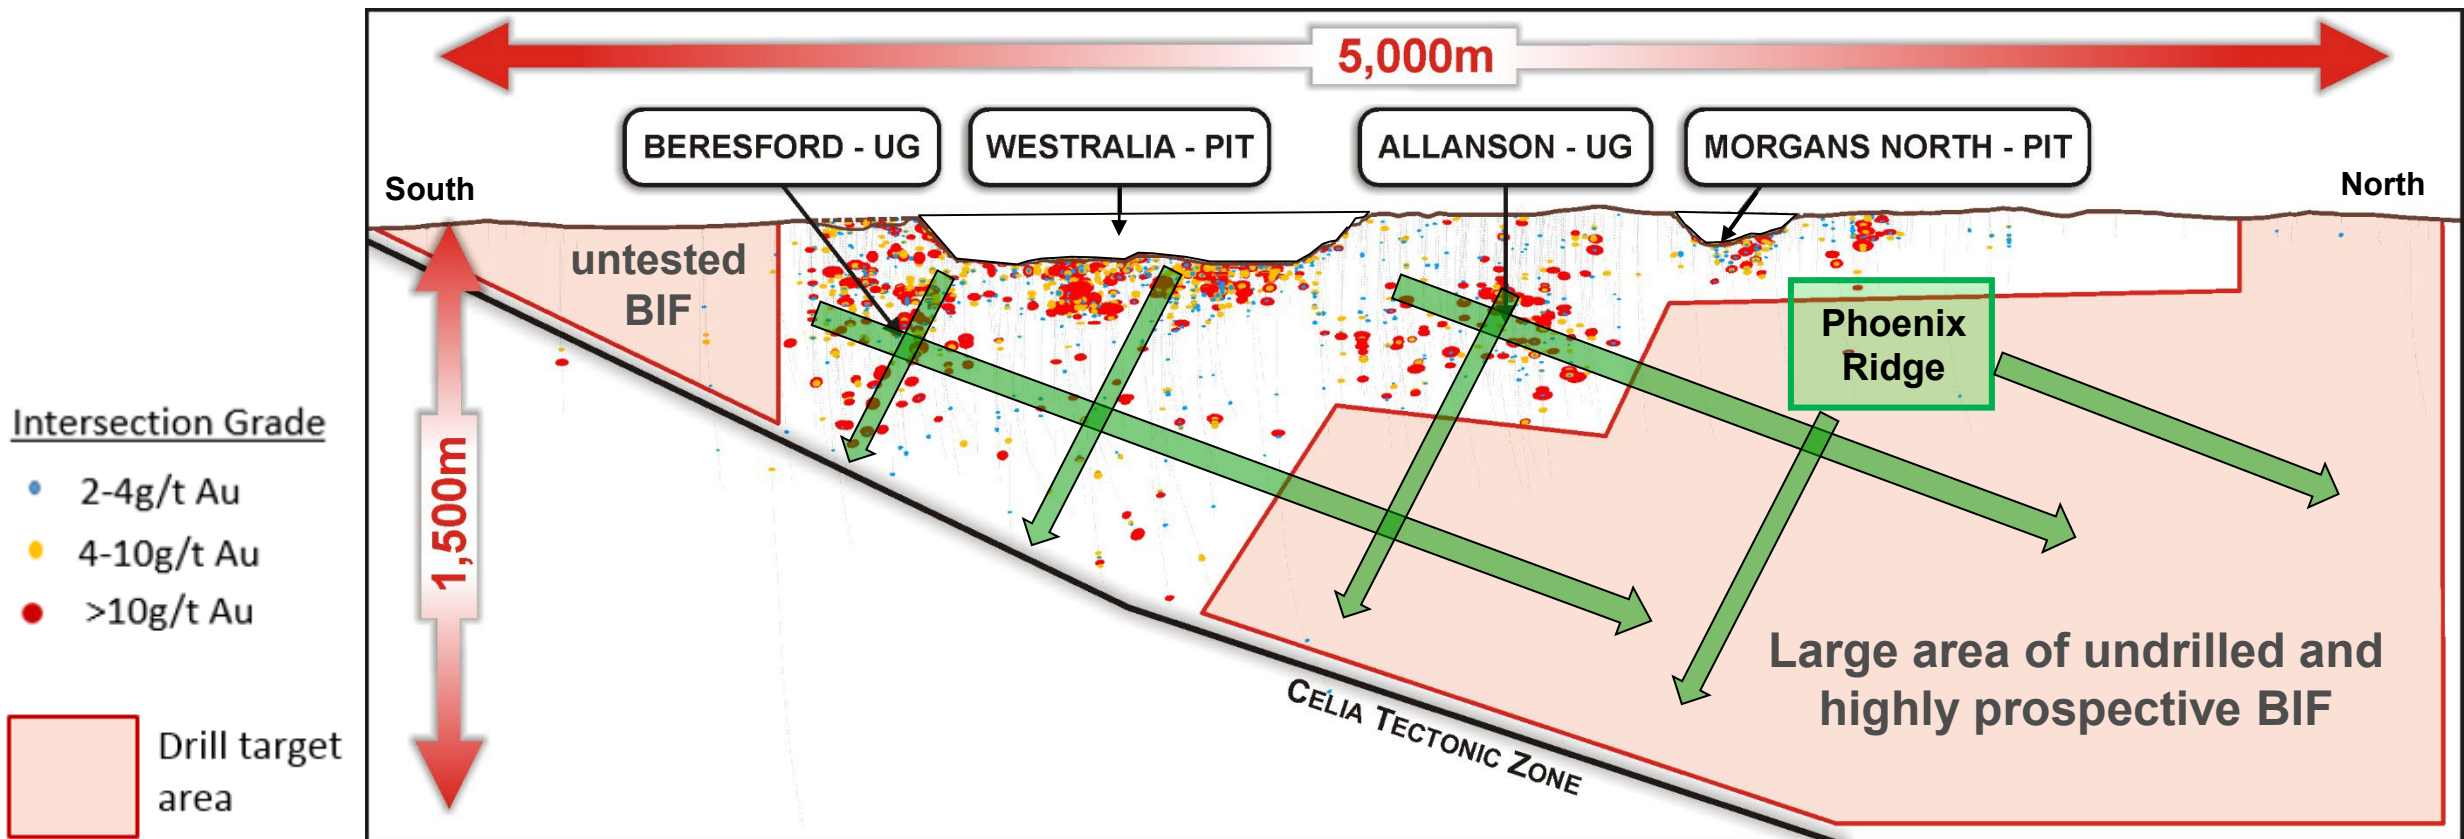 5,000m
BERESFORD - UG
WESTRALIA - PIT
ALLANSON - UG
MORGANS NORTH - PIT
South
North
untested
BIF
Phoenix
Ridge
1,500m
Intersection Grade
2-4g/t Au
4-10g/t Au
>10g/t Au
Drill target
area
Large area of undrilled and
highly prospective BIF
CELIA TECTONIC ZONE